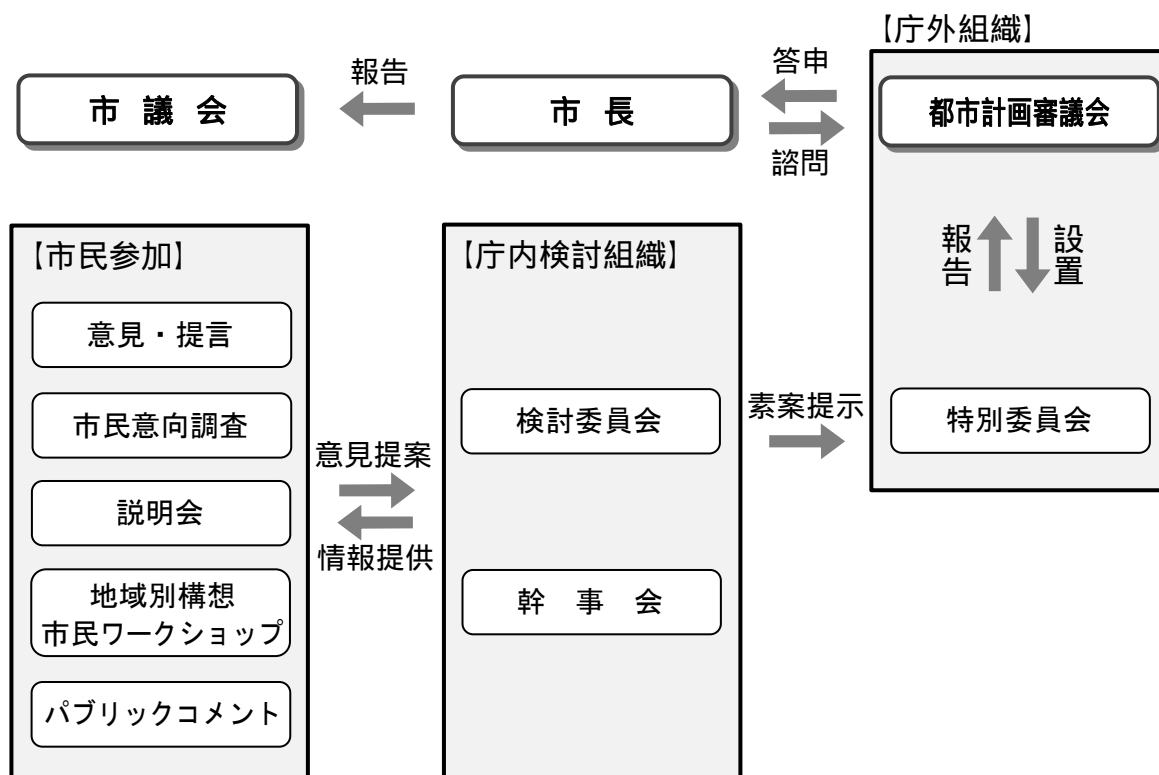 【庁外組織】
市 議 会
報告
市 長
答申
諮問
都市計画審議会
報告
設置
特別委員会
【市民参加】
意見・提言
市民意向調査
説明会
地域別構想
市民ワークショップ
パブリックコメント
意見提案
情報提供
【庁内検討組織】
検討委員会
幹 事 会
素案提示